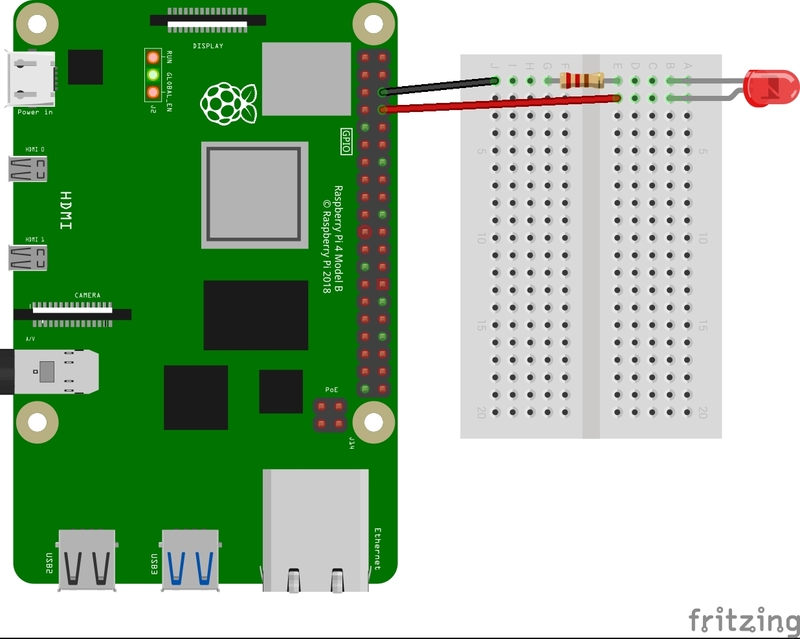 DISPLAY
RUN
GLOBAL_EN
J2
Power in
HDMI 0
HDMI
HDMI 1
CAMERA
A/V
GPIO
Raspberry Pi 4 Model B
© Raspberry Pi 2018
PoE
J14
USB2
USB3
Ethernet
J I H G F E D C B A
5 5
10 10
15 15
20 20
fritzing